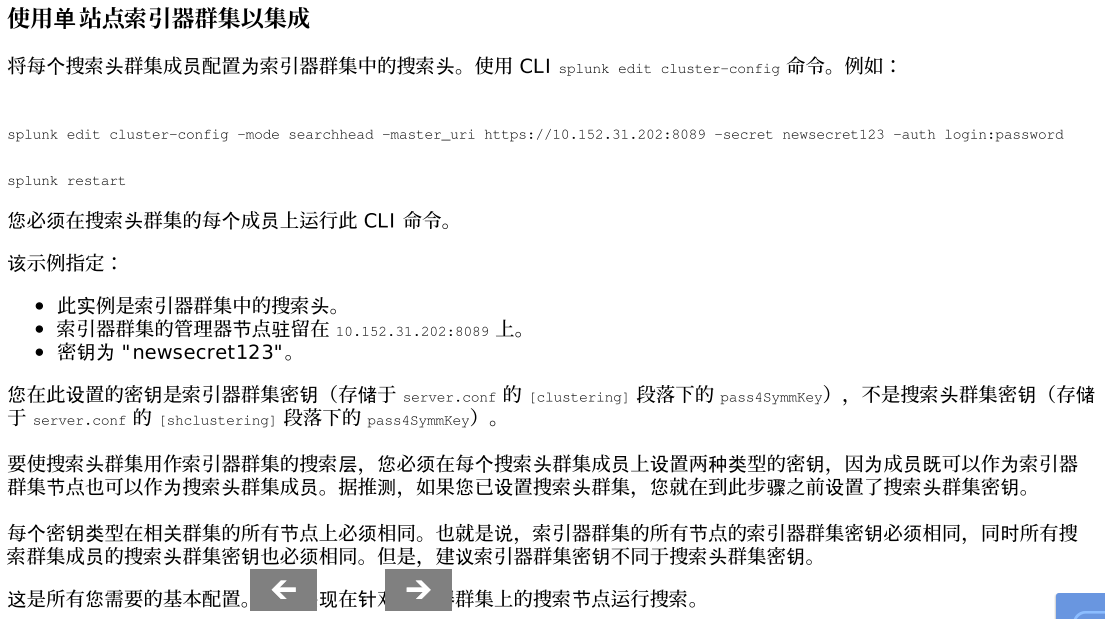 使用单站点索引器群集以集成
将每个搜索头群集成员配置为索引器群集中的搜索头。使用 CLI splunk edit cluster-config 命令。例如：
splunk edit cluster-config -mode searchhead -master_uri https://10.152.31.202:8089 -secret newsecret123 -auth login:password
splunk restart
您必须在搜索头群集的每个成员上运行此 CLI 命令。
该示例指定：
• 此实例是索引器群集中的搜索头。
• 索引器群集的管理器节点驻留在 10.152.31.202:8089 上。
• 密钥为 "newsecret123"。
您在此设置的密钥是索引器群集密钥（存储于 server.conf 的 [clustering] 段落下的 pass4SymmKey），不是搜索头群集密钥（存储
于 server.conf 的 [shclustering] 段落下的 pass4SymmKey）。
要使搜索头群集用作索引器群集的搜索层，您必须在每个搜索头群集成员上设置两种类型的密钥，因为成员既可以作为索引器
群集节点也可以作为搜索头群集成员。据推测，如果您已设置搜索头群集，您就在到此步骤之前设置了搜索头群集密钥。
每个密钥类型在相关群集的所有节点上必须相同。也就是说，索引器群集的所有节点的索引器群集密钥必须相同，同时所有搜
索群集成员的搜索头群集密钥也必须相同。但是，建议索引器群集密钥不同于搜索头群集密钥。
这是所有您需要的基本配置。 现在针 群集上的搜索节点运行搜索。